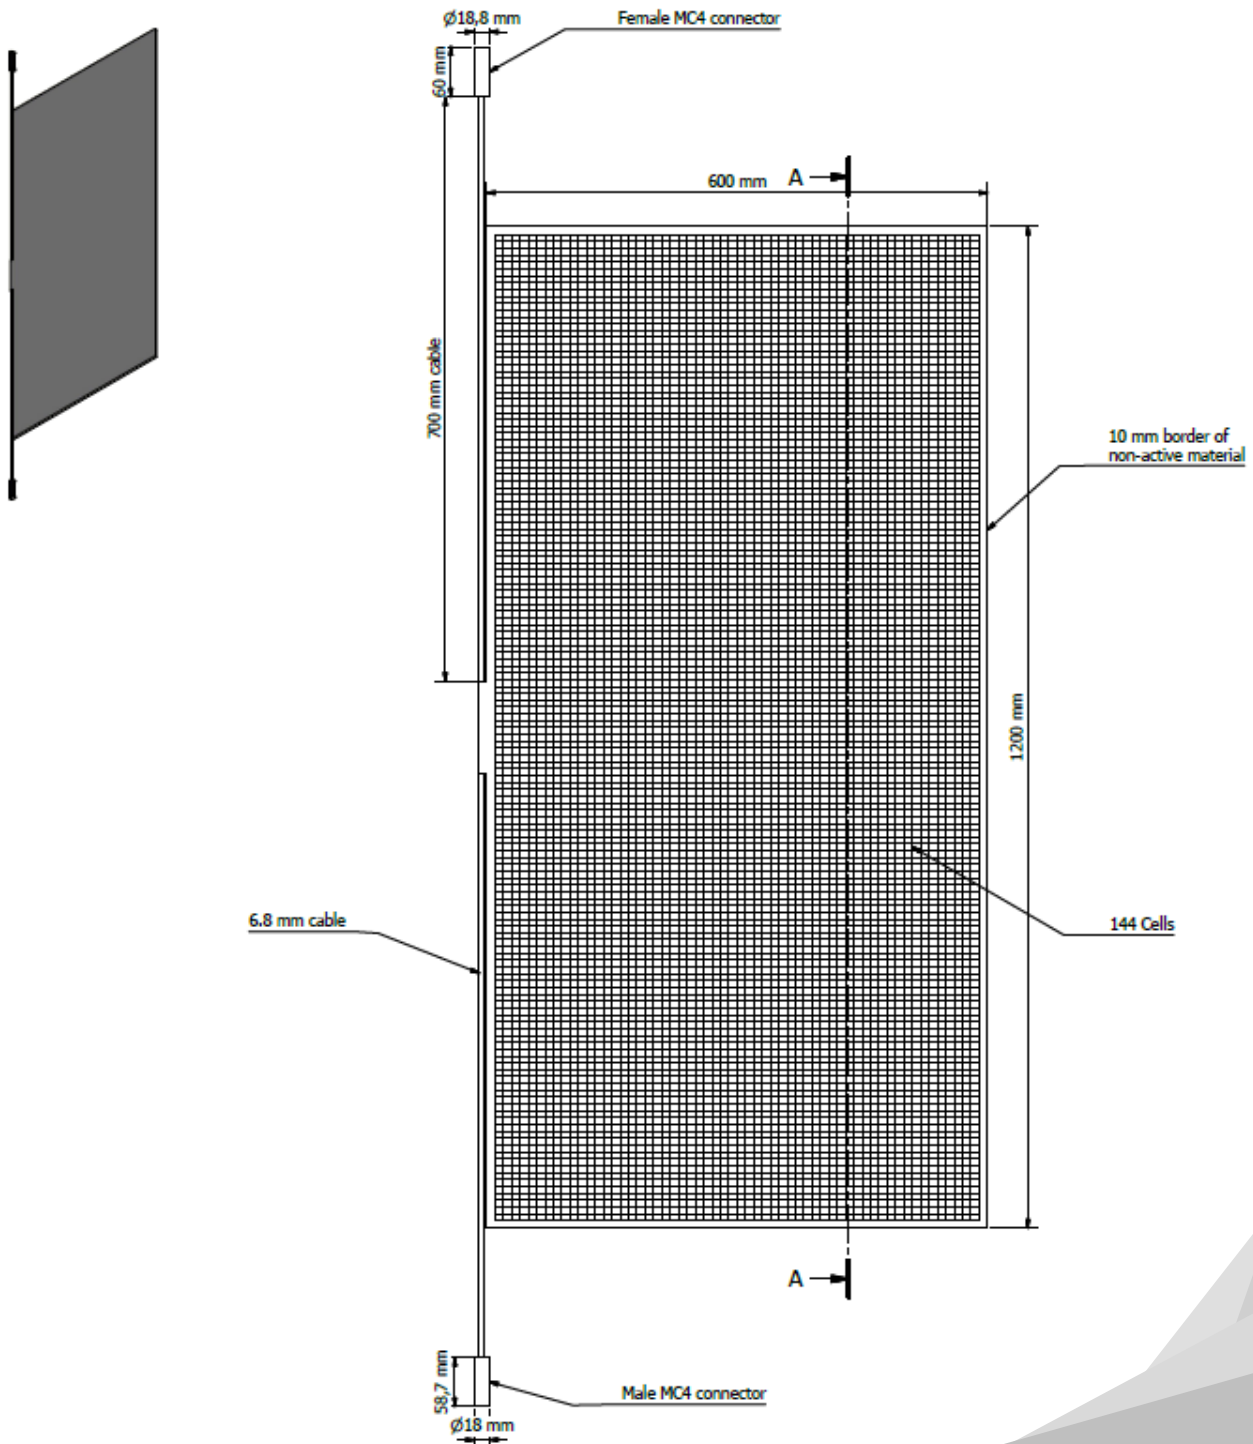 Ø18,8 mm
Female MC4 connector
60 mm
600 mm
A
700 mm cable
10 mm border of
non-active material
1200 mm
6.8 mm cable
144 Cells
A
58,7 mm
Male MC4 connector
Ø18 mm